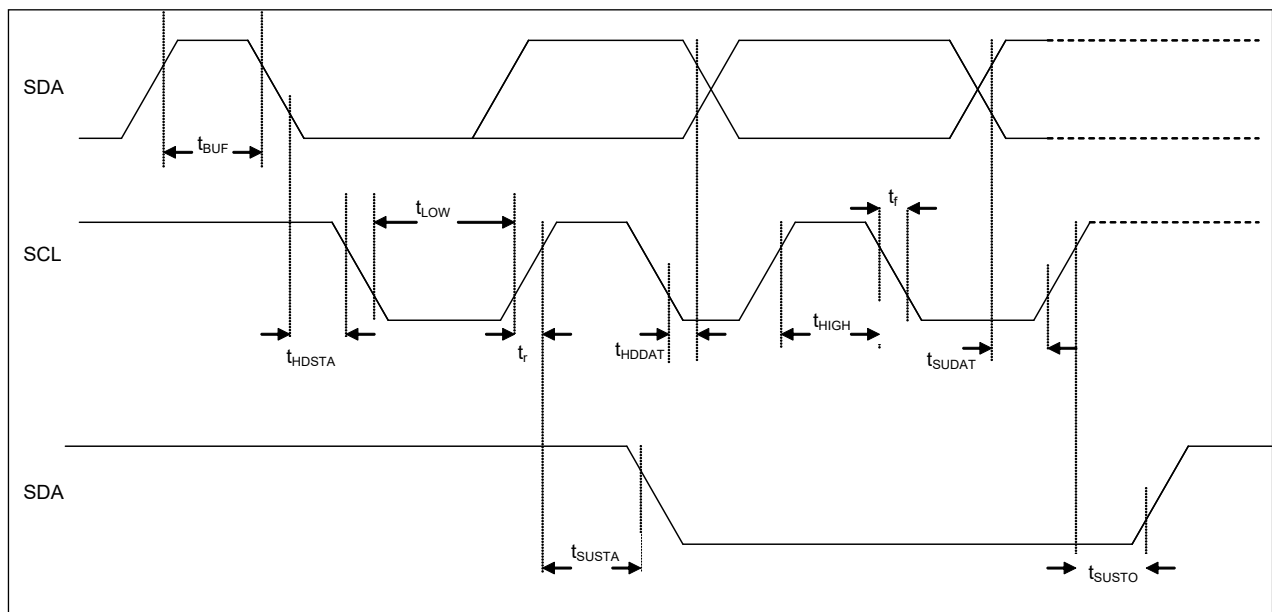 SDA
tBUF
tLOW
tf
SCL
tHDSTA
tr
tHDDAT
tHIGH
tSUDAT
SDA
tSUSTA
tSUSTO